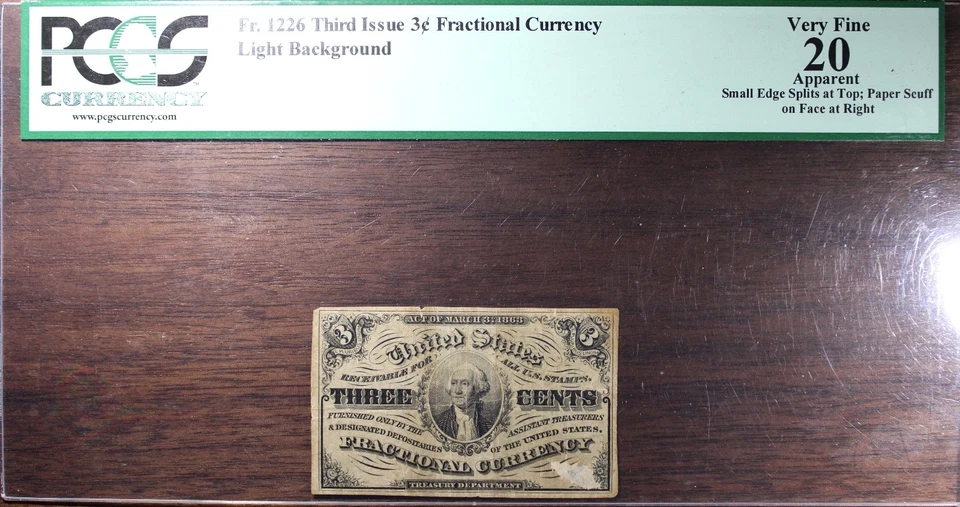 PCGS
CURRENCY
www.pcgscurrency.com
Fr. 1226 Third Issue 3¢ Fractional Currency
Light Background
Very Fine
20
Apparent
Small Edge Splits at Top; Paper Scuff
on Face at Right
ACT OF MARCH 3, 1863
3 3
United States
RECEIVABLE FOR ALL U.S. STAMPS.
THREE CENTS
FURNISHED ONLY BY THE ASSISTANT TREASURERS
& DESIGNATED DEPOSITARIES OF THE UNITED STATES.
FRACTIONAL CURRENCY
TREASURY DEPARTMENT